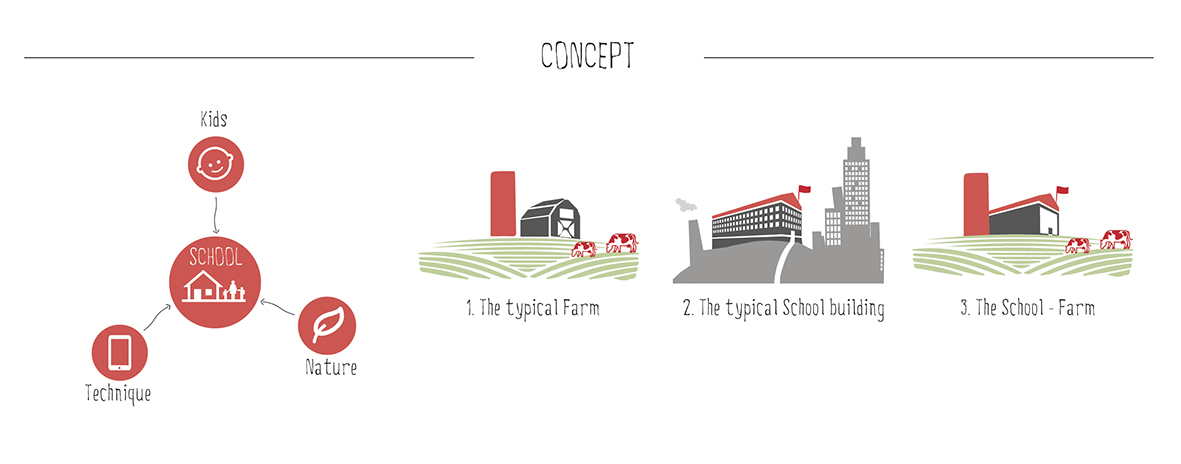 CONCEPT
Kids
SCHOOL
Nature
Technique
1. The typical Farm
2. The typical School building
3. The School - Farm